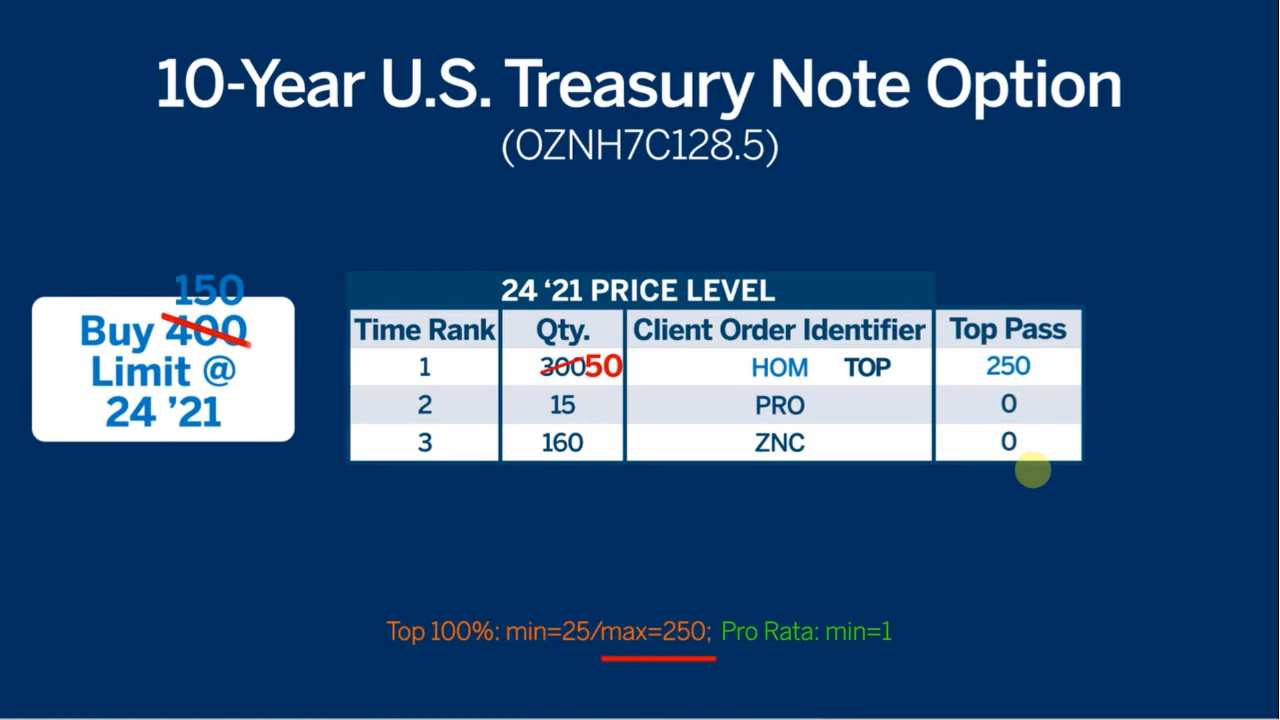 10-Year U.S. Treasury Note Option
(OZNH7C128.5)
150
Buy 400
Limit @
24 ’21
24 ‘21 PRICE LEVEL
Time Rank Qty. Client Order Identifier Top Pass
1 300 50 HOM TOP 250
2 15 PRO 0
3 160 ZNC 0
Top 100%: min=25/max=250; Pro Rata: min=1